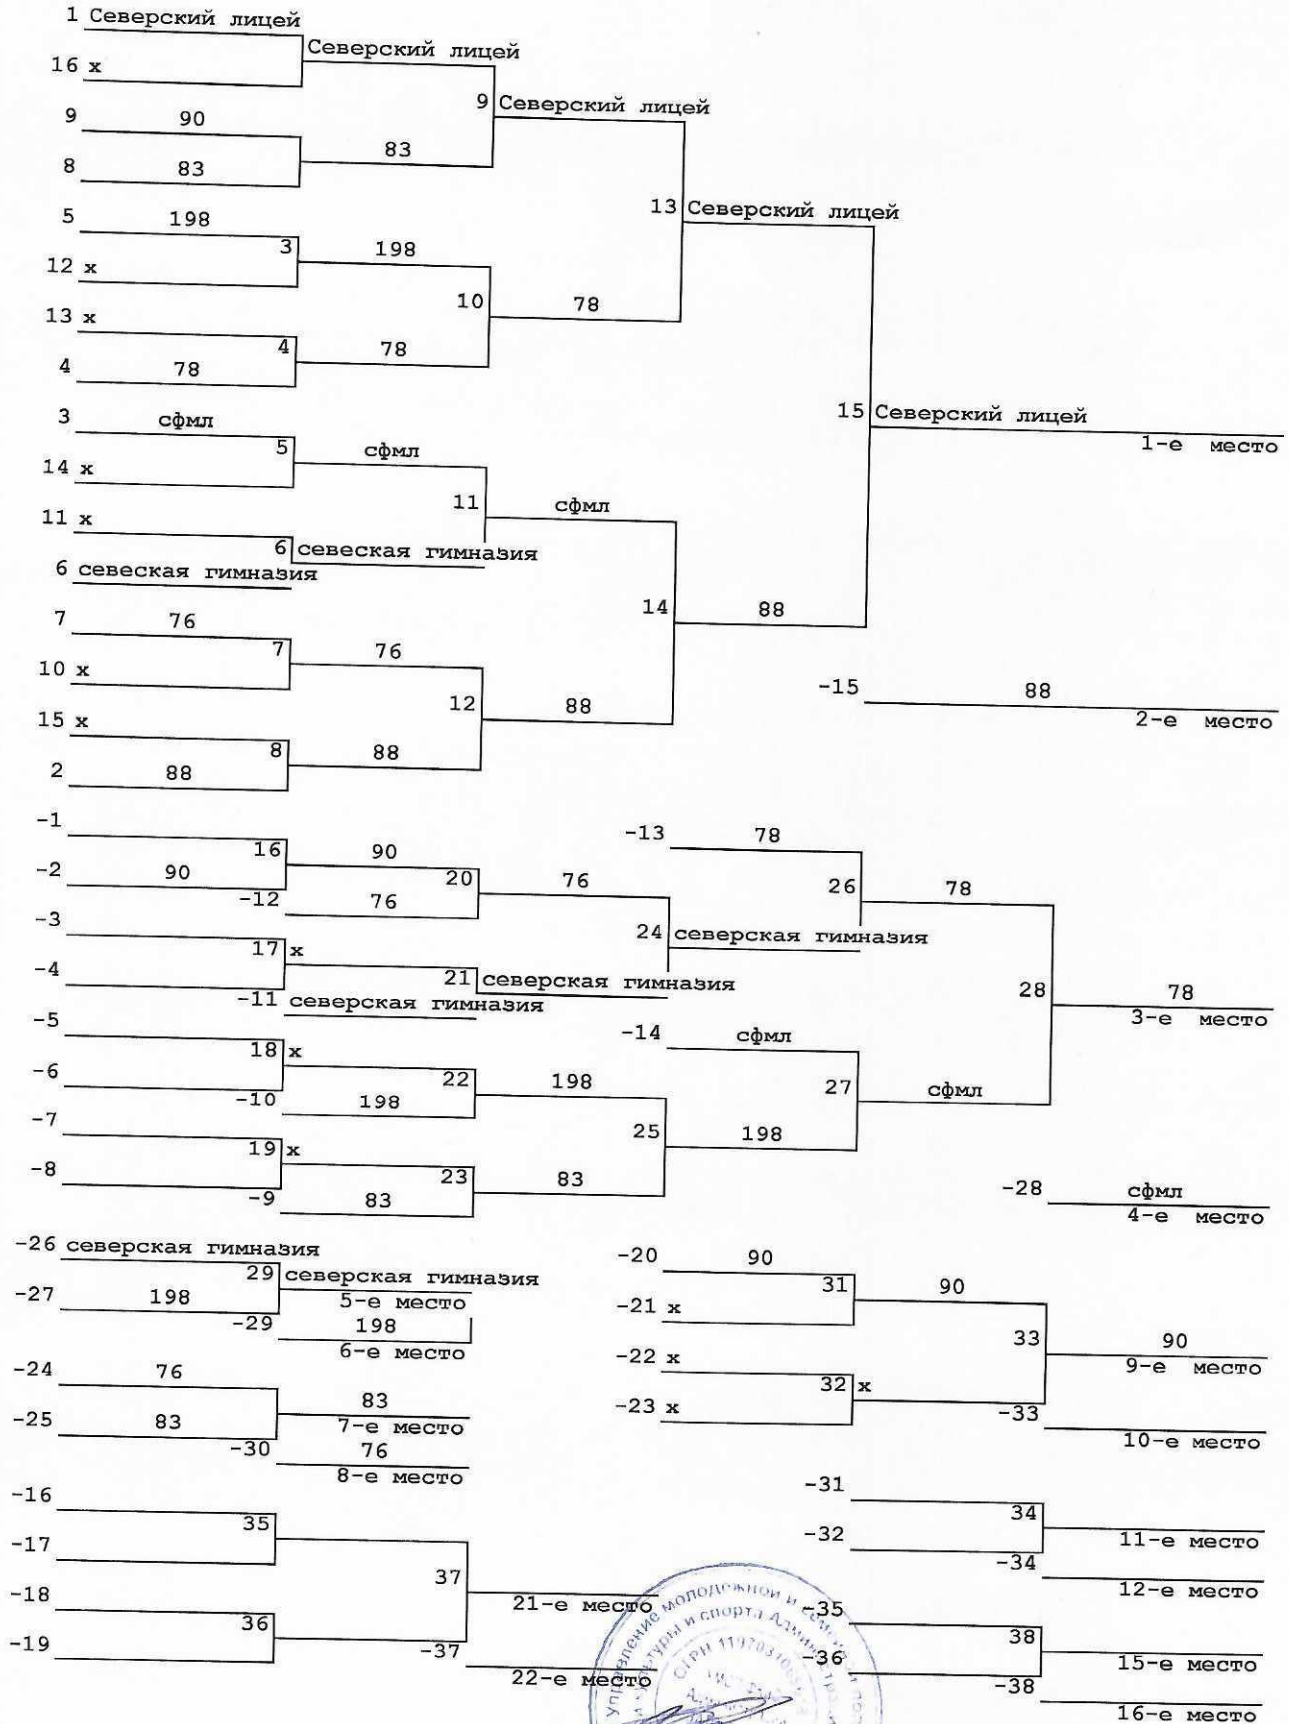 1 Северский лицей
Северский лицей
16 х
9 Северский лицей
9 90
83
8 83
13 Северский лицей
5 198
3 198
12 х
10 78
13 х
4 78
4 78
15 Северский лицей
1-е место
3 сфмл
5 сфмл
14 х
11 сфмл
11 х
6 севеская гимназия
6 севеская гимназия
14 88
7 76
7 76
10 х
12 88
-15 88
2-е место
15 х
8 88
2 88
-1
-13 78
16 90
-2 90
20 76
26 78
-12 76
-3
24 северская гимназия
17 х
-4
21 северская гимназия
28 78
3-е место
-11 северская гимназия
-5
-14 сфмл
18 х
-6
22 198
27 сфмл
-10 198
-7
25 198
19 х
-8
23 83
-28 сфмл
4-е место
-9 83
-26 северская гимназия
-20 90
29 северская гимназия
5-е место
31 90
-27 198
-21 х
-29 198
6-е место
33 90
9-е место
-22 х
-24 76
32 х
83
7-е место
-23 х
-33
10-е место
-25 83
-30 76
8-е место
-16
-31
35
34
11-е место
-17
-32
-34
12-е место
37
21-е место
-18
-35
36
38
15-е место
-19
-37
22-е место
-36
-38
16-е место
Управление молодежной и
культуры и спорта
ОГРН